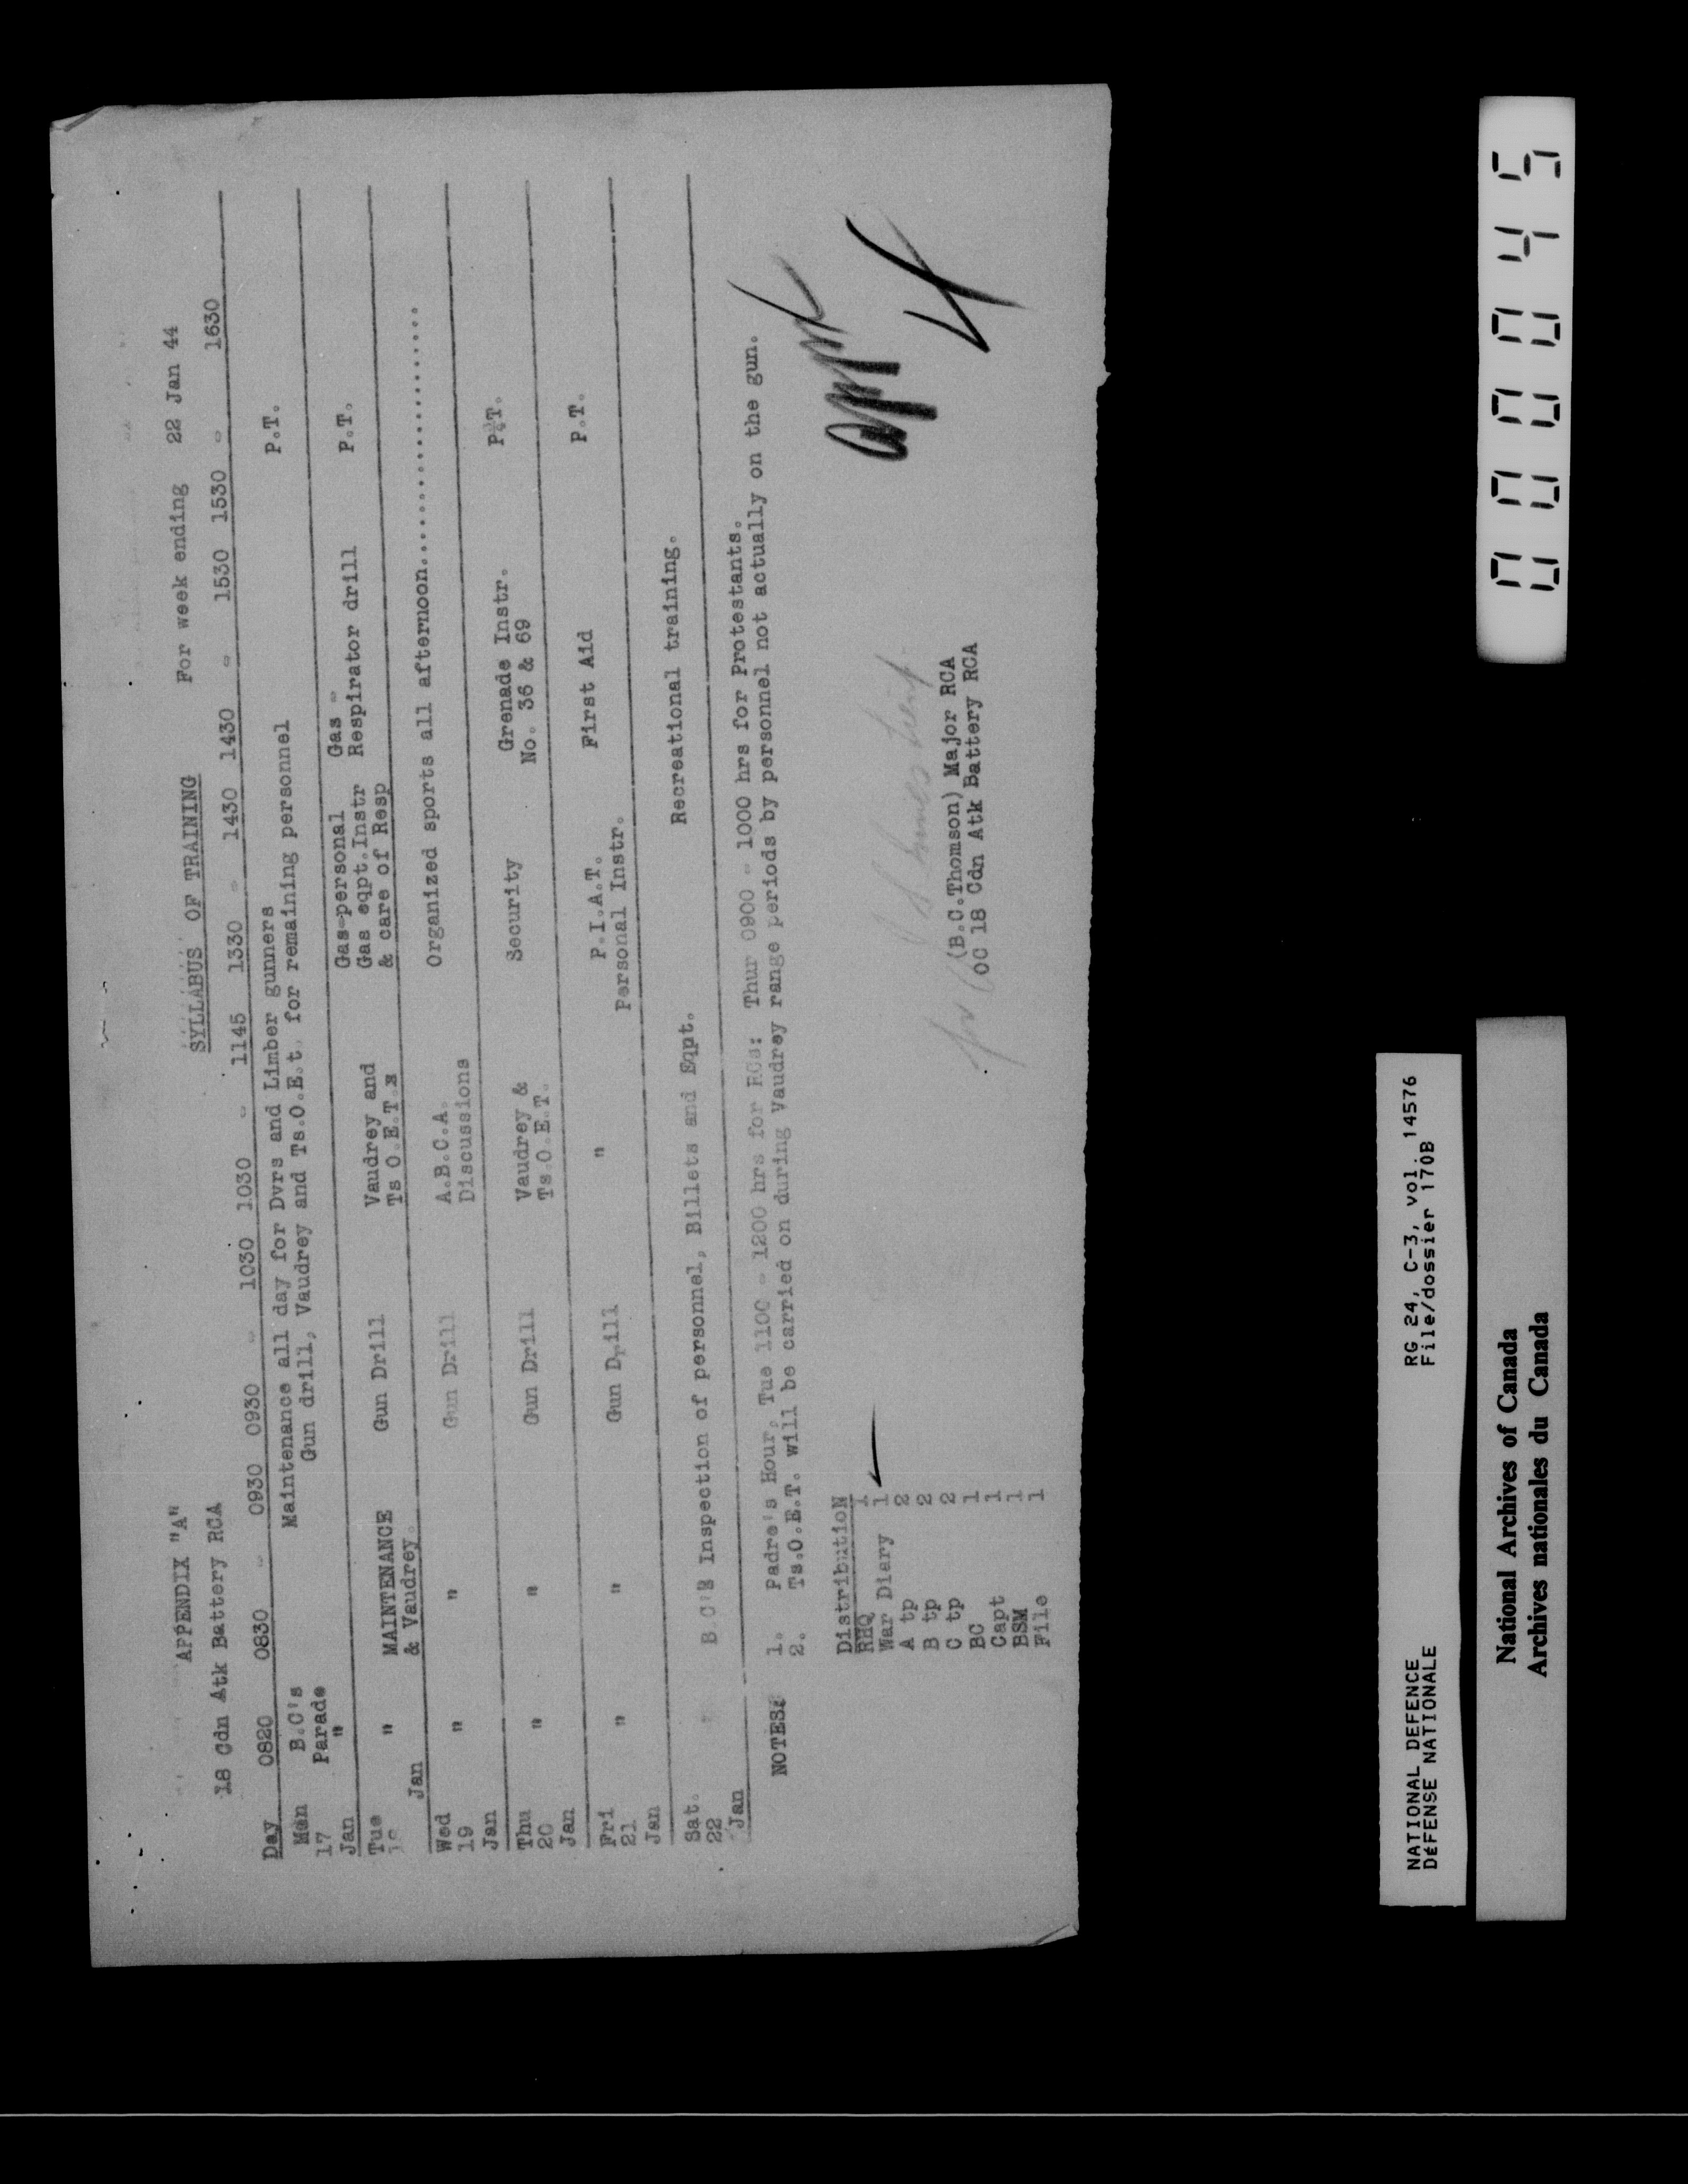 APPENDIX "A"
18 Cdn Atk Battery RCA SYLLABUS OF TRAINING For week ending 22 Jan 44
Day 0820 0830 - 0930 0930 - 1030 1030 - 1145 1330 - 1430 1430 - 1530 1530 - 1630
Mon B.C's Maintenance all day for Dvrs and Limber gunners P.T.
17 Parade Gun drill, Vaudrey and Ts.O.E.t. for remaining personnel
Jan "
Tue " MAINTENANCE Gun Drill Vaudrey and Gas-personal Gas - P.T.
& Vaudrey. Ts O.E.T.s Gas eqpt.Instr Respirator drill
Jan & care of Resp
Wed " " Gun Drill A.B.C.A. Organized sports all afternoon..........................
19 Discussions
Jan
Thu " " Gun Drill Vaudrey & Security Grenade Instr. P.T.
20 Ts.O.E.T. No. 36 & 69
Jan
Fri " " Gun Drill " P.I.A.T. First Aid P.T.
21 Personal Instr.
Jan
Sat. B.C's Inspection of personnel, Billets and Eqpt. Recreational training.
22
Jan
NOTES: 1. Padre's Hour, Tue 1100 - 1200 hrs for RCs: Thur 0900 - 1000 hrs for Protestants.
2. Ts.O.E.T. will be carried on during Vaudrey range periods by personnel not actually on the gun.
Distribution
RHQ 1
War Diary 1
A tp 2
B tp 2
C tp 2
BC 1
Capt 1
BSM 1
File 1
for
(B.C.Thomson) Major RCA
OC 18 Cdn Atk Battery RCA
appx
4
NATIONAL DEFENCE RG 24, C-3, vol. 14576
DÉFENSE NATIONALE File/dossier 170B
National Archives of Canada
Archives nationales du Canada
000045